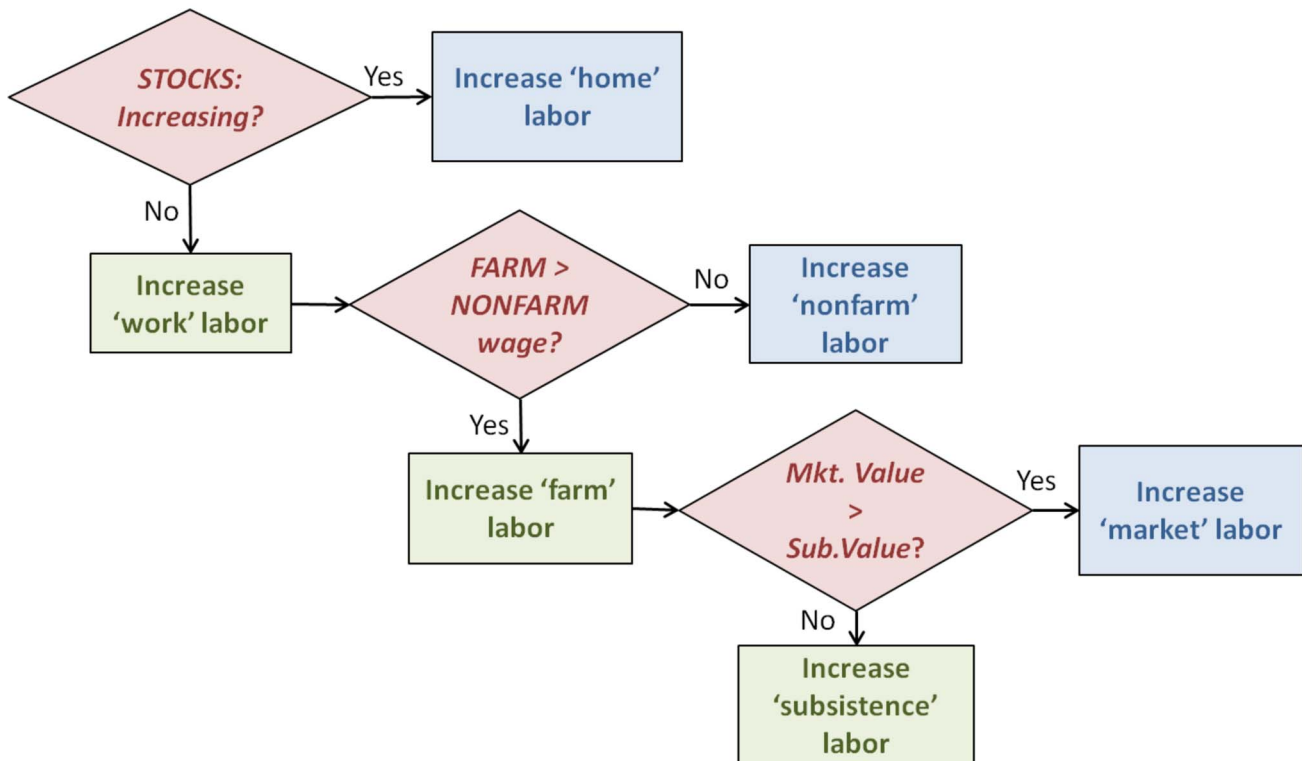 STOCKS:
Increasing?
Yes
Increase ‘home’
labor
No
Increase
‘work’ labor
FARM >
NONFARM
wage?
No
Increase
‘nonfarm’
labor
Yes
Increase ‘farm’
labor
Mkt. Value
>
Sub.Value?
Yes
Increase
‘market’ labor
No
Increase
‘subsistence’
labor